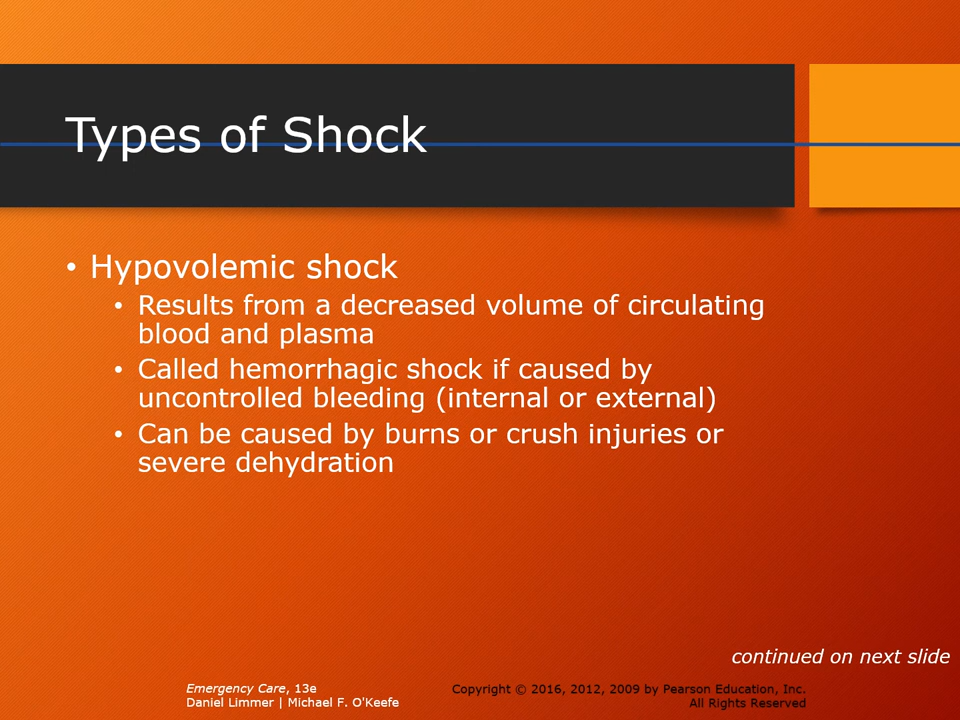 Types of Shock
• Hypovolemic shock
• Results from a decreased volume of circulating
blood and plasma
• Called hemorrhagic shock if caused by
uncontrolled bleeding (internal or external)
• Can be caused by burns or crush injuries or
severe dehydration
continued on next slide
Emergency Care, 13e
Daniel Limmer | Michael F. O'Keefe
Copyright © 2016, 2012, 2009 by Pearson Education, Inc.
All Rights Reserved